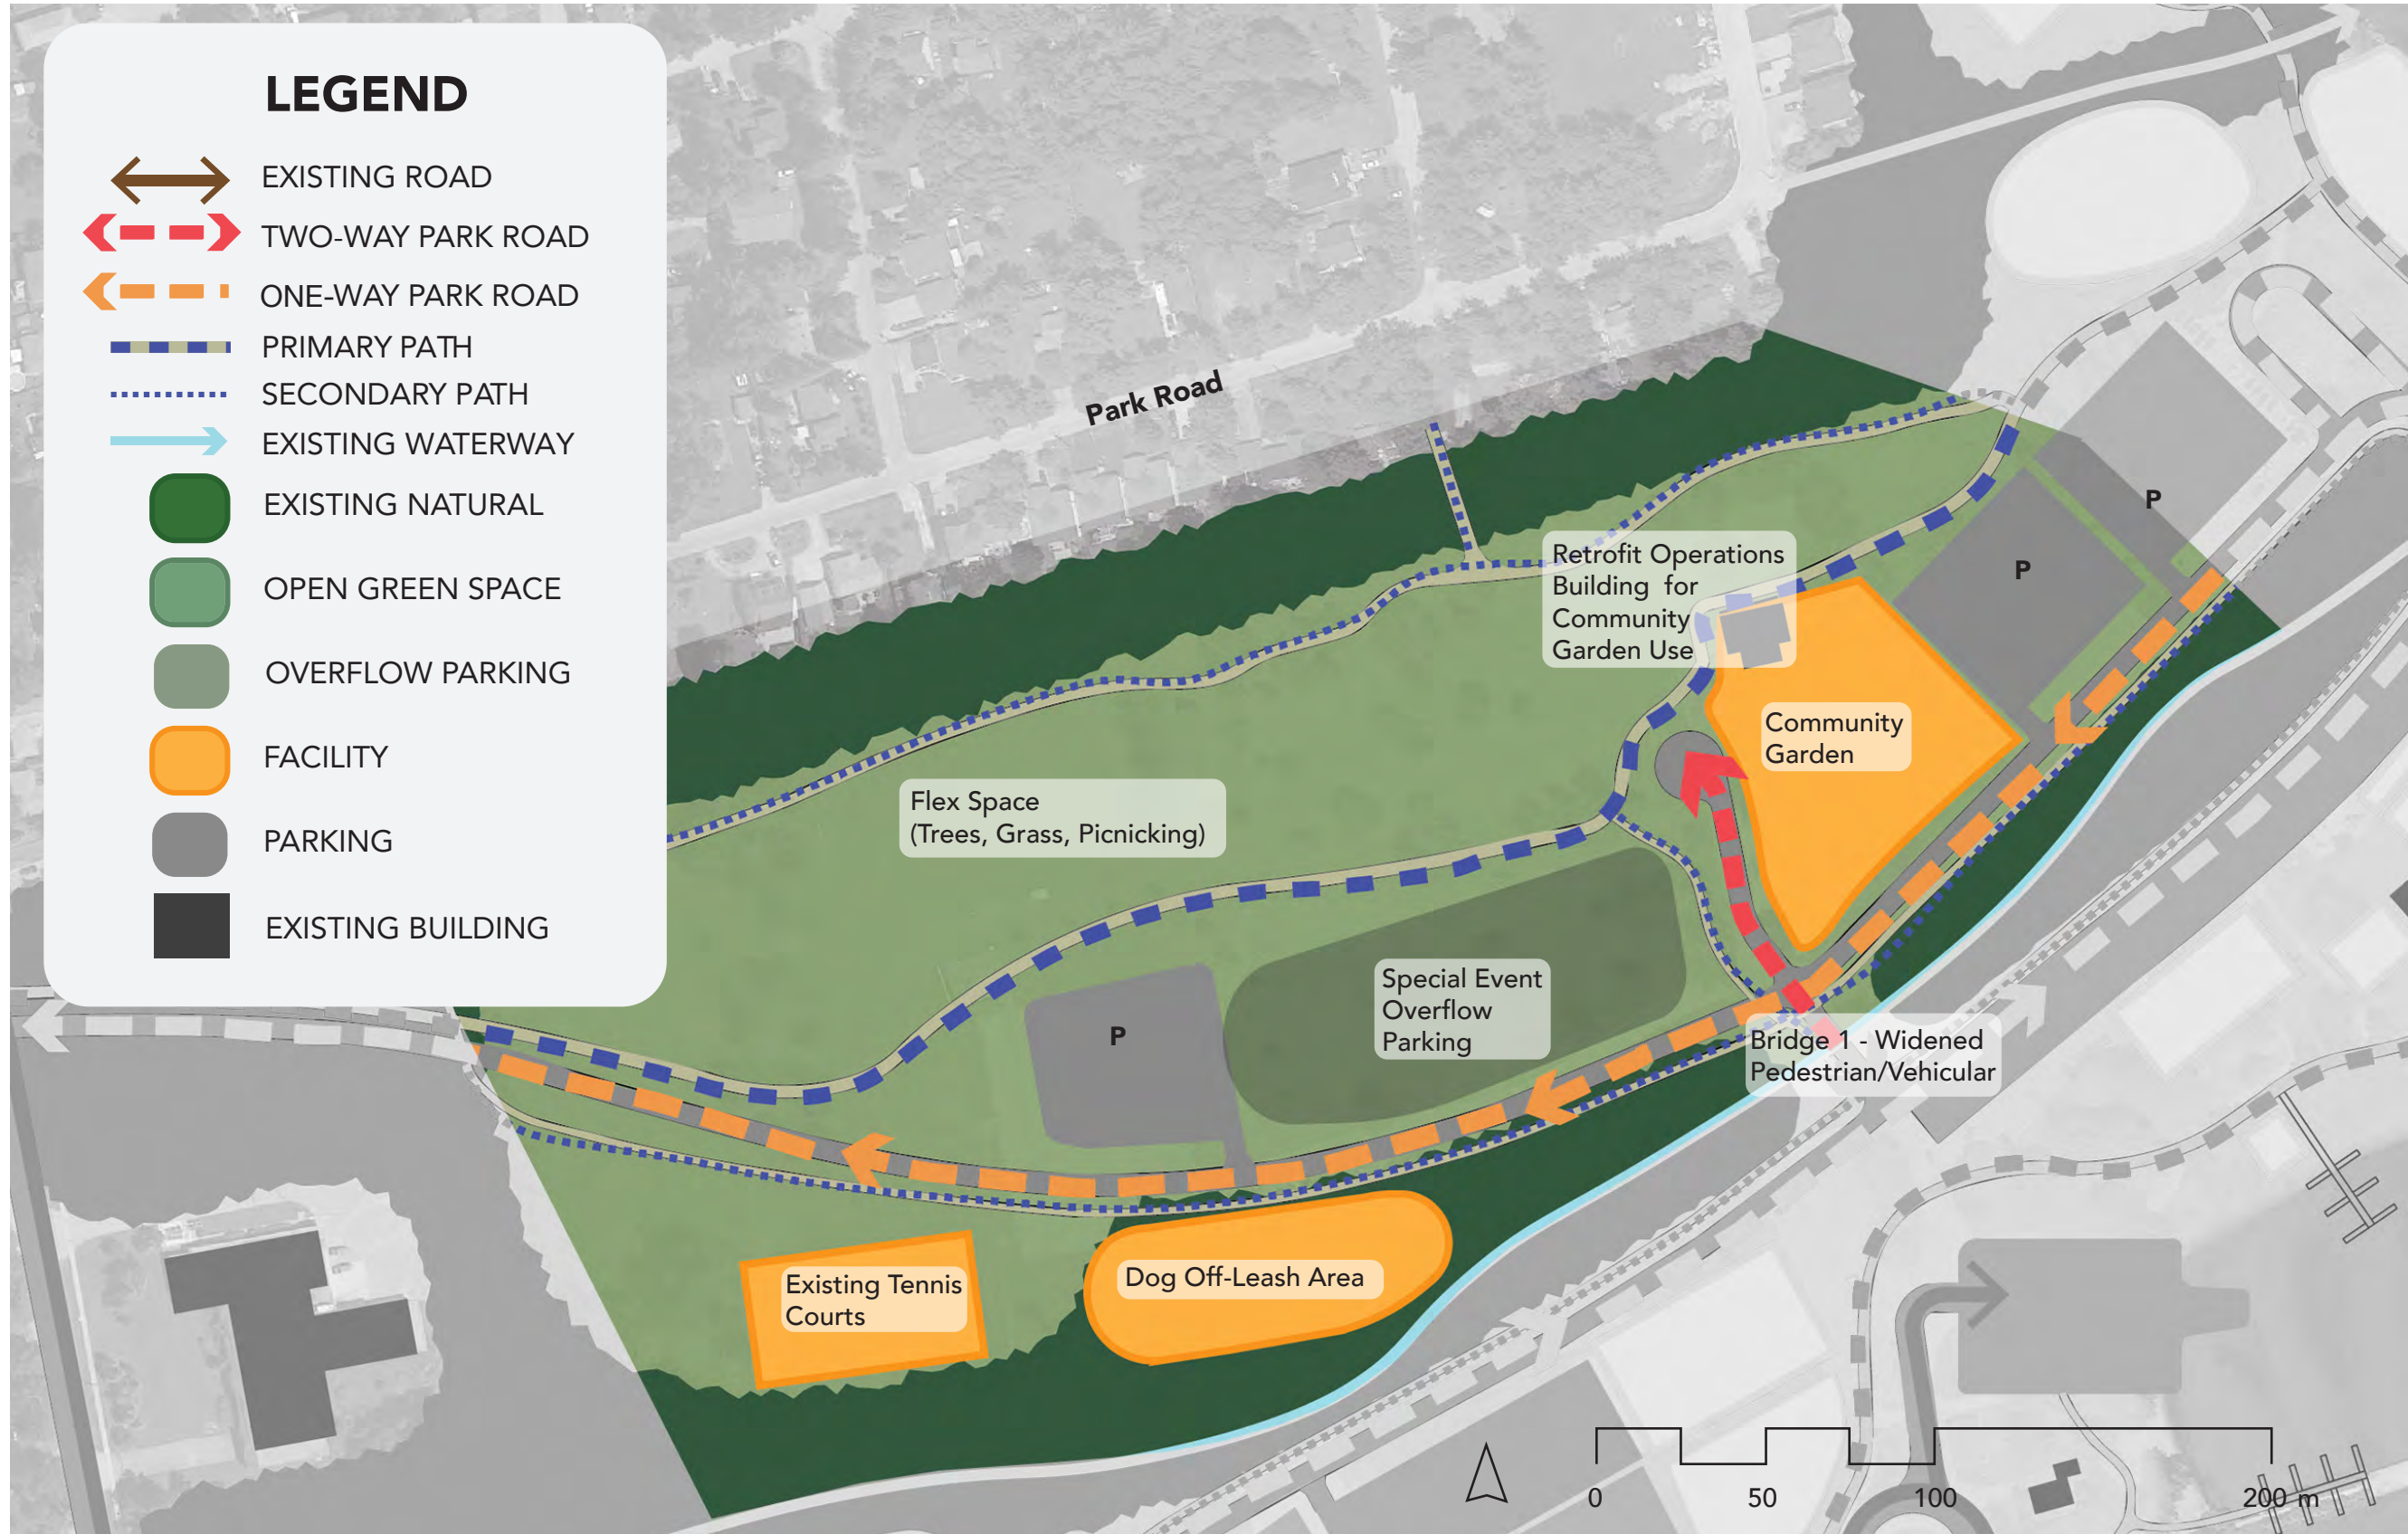 LEGEND
EXISTING ROAD
TWO-WAY PARK ROAD
ONE-WAY PARK ROAD
PRIMARY PATH
SECONDARY PATH
EXISTING WATERWAY
EXISTING NATURAL
OPEN GREEN SPACE
OVERFLOW PARKING
FACILITY
PARKING
EXISTING BUILDING
Park Road
P
P
Retrofit Operations
Building for
Community
Garden Use
Community
Garden
Flex Space
(Trees, Grass, Picnicking)
Special Event
Overflow
Parking
P
Bridge 1 - Widened
Pedestrian/Vehicular
Existing Tennis
Courts
Dog Off-Leash Area
0 50 100 200 m